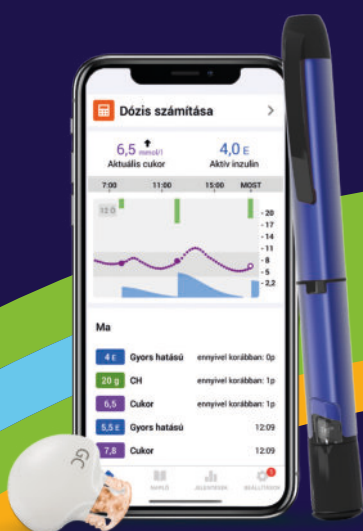 Dózis számítása
6,5 mmol/l
4,0 E
Aktuális cukor
Aktív inzulin
7:00 11:00 15:00 MOST
20
17
14
11
8
5
2,2
Ma
4 E Gyors hatású ennyivel korábban: 0p
20 g CH ennyivel korábban: 1p
6,5 Cukor ennyivel korábban: 1p
5,5 E Gyors hatású 12:09
7,8 Cukor 12:09
NAPLÓ JELENTÉSEK BEÁLLÍTÁSOK
GC